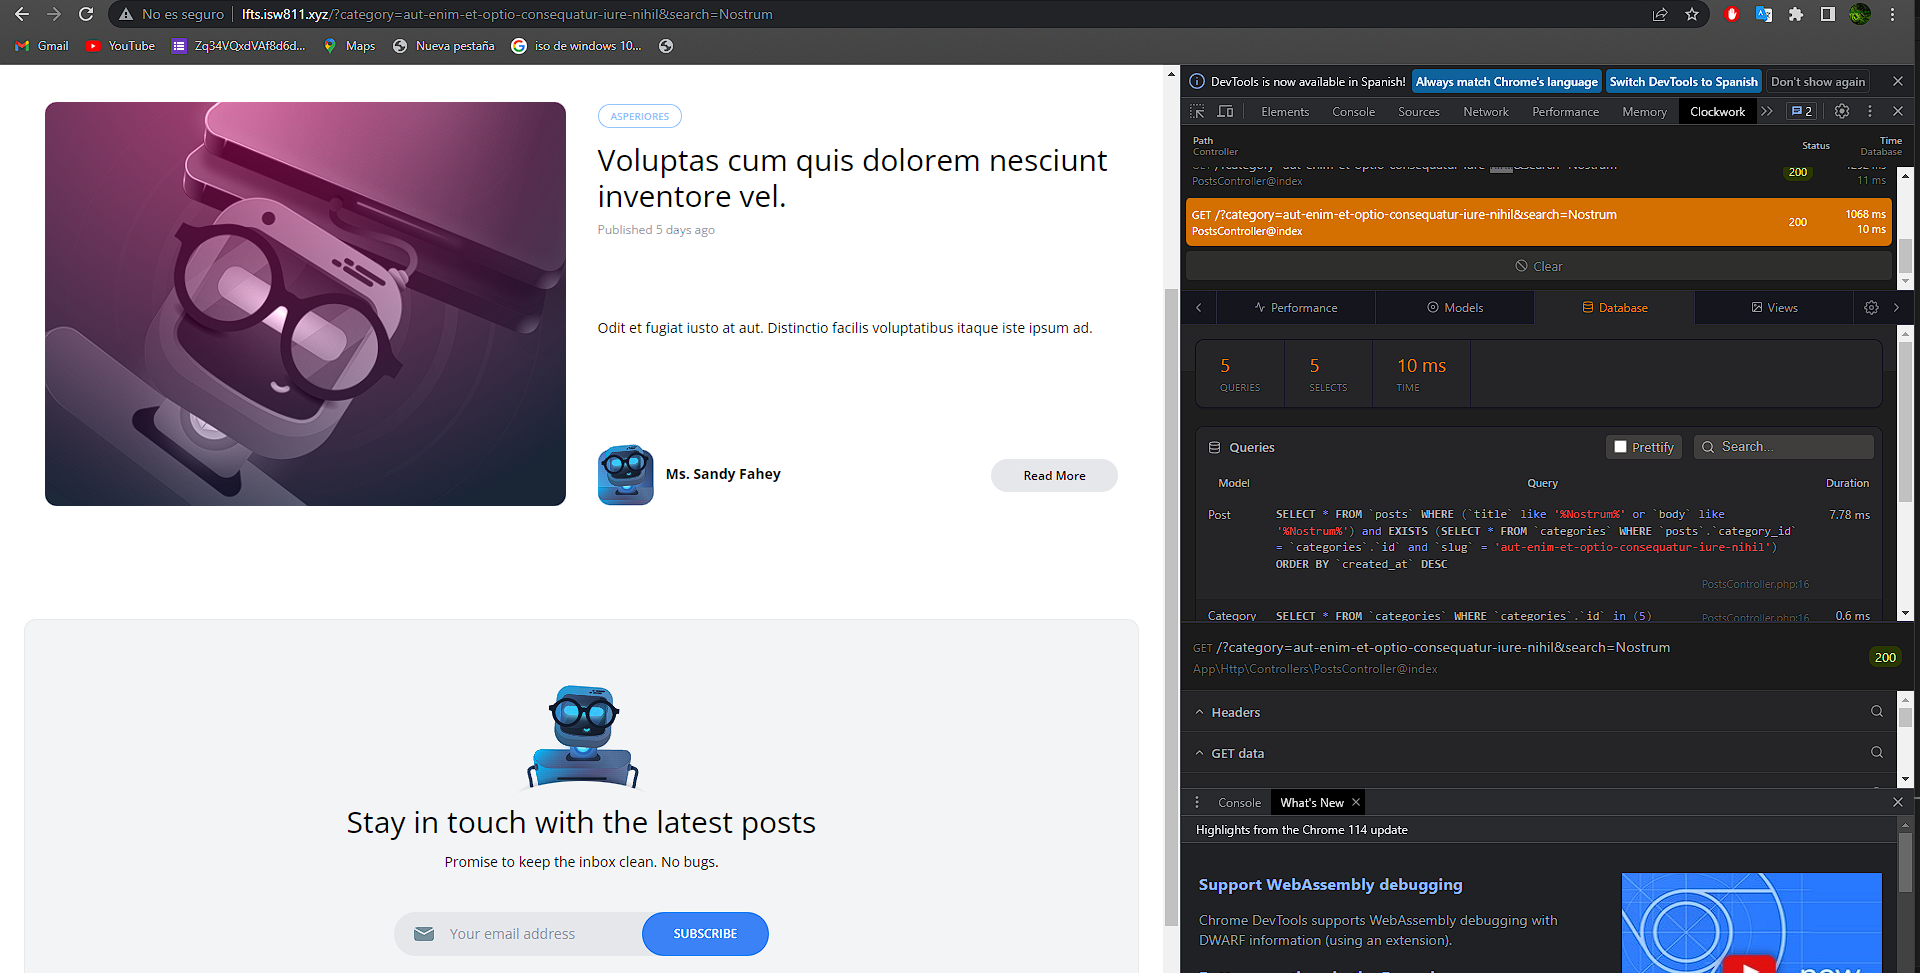 No es seguro
lfts.isw811.xyz/?category=aut-enim-et-optio-consequatur-iure-nihil&search=Nostrum
Gmail
YouTube
Zq34VQxdVAf8d6d...
Maps
Nueva pestaña
iso de windows 10...
ASPERIORES
Voluptas cum quis dolorem nesciunt
inventore vel.
Published 5 days ago
Odit et fugiat iusto at aut. Distinctio facilis voluptatibus itaque iste ipsum ad.
Ms. Sandy Fahey
Read More
Stay in touch with the latest posts
Promise to keep the inbox clean. No bugs.
Your email address
SUBSCRIBE
DevTools is now available in Spanish!
Always match Chrome's language
Switch DevTools to Spanish
Don't show again
Elements
Console
Sources
Network
Performance
Memory
Clockwork
2
Path
Controller
Status
Time
Database
PostsController@index
200
11 ms
GET /?category=aut-enim-et-optio-consequatur-iure-nihil&search=Nostrum
PostsController@index
200
1068 ms
10 ms
Clear
Performance
Models
Database
Views
5
QUERIES
5
SELECTS
10 ms
TIME
Queries
Prettify
Search...
Model
Query
Duration
Post
SELECT * FROM `posts` WHERE (`title` like '%Nostrum%' or `body` like
'%Nostrum%') and EXISTS (SELECT * FROM `categories` WHERE `posts`.`category_id`
= `categories`.`id` and `slug` = 'aut-enim-et-optio-consequatur-iure-nihil')
ORDER BY `created_at` DESC
7.78 ms
PostsController.php:16
Category
SELECT * FROM `categories` WHERE `categories`.`id` in (5)
PostsController.php:16
0.6 ms
GET /?category=aut-enim-et-optio-consequatur-iure-nihil&search=Nostrum
App\Http\Controllers\PostsController@index
200
Headers
GET data
Console
What's New
Highlights from the Chrome 114 update
Support WebAssembly debugging
Chrome DevTools supports WebAssembly debugging with
DWARF information (using an extension).
now